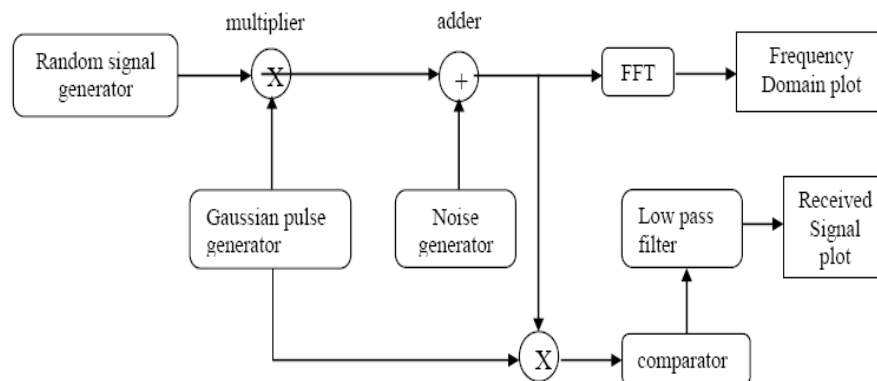 multiplier
adder
Random signal
generator
X
+
FFT
Frequency
Domain plot
Gaussian pulse
generator
Noise
generator
Low pass
filter
Received
Signal
plot
X
comparator